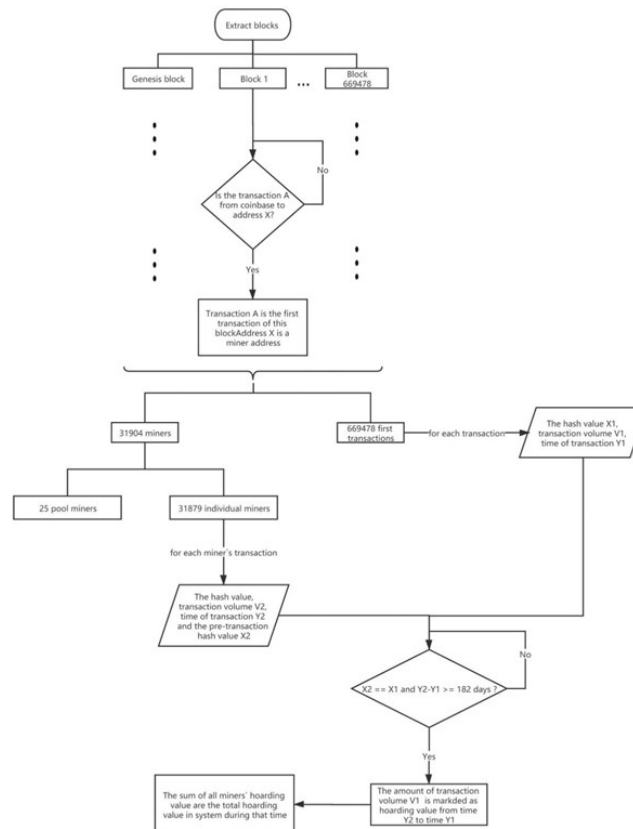 Extract blocks
Genesis block
Block 1
...
Block
669478
No
Is the transaction A
from coinbase to
address X?
Yes
Transaction A is the first
transaction of this
blockAddress X is a
miner address
31904 miners
669478 first
transactions
for each transaction
The hash value X1,
transaction volume V1,
time of transaction Y1
25 pool miners
31879 individual miners
for each miner's transaction
The hash value,
transaction volume V2,
time of transaction Y2
and the pre-transaction
hash value X2
No
X2 == X1 and Y2-Y1 >= 182 days ?
Yes
The sum of all miners' hoarding
value are the total hoarding
value in system during that time
The amount of transaction
volume V1 is markded as
hoarding value from time
Y2 to time Y1